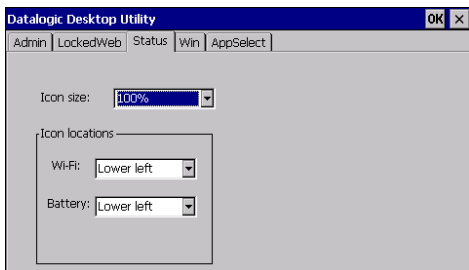 Datalogic Desktop Utility OK ×
Admin LockedWeb Status Win AppSelect
Icon size: 100%
Icon locations
Wi-Fi: Lower left
Battery: Lower left